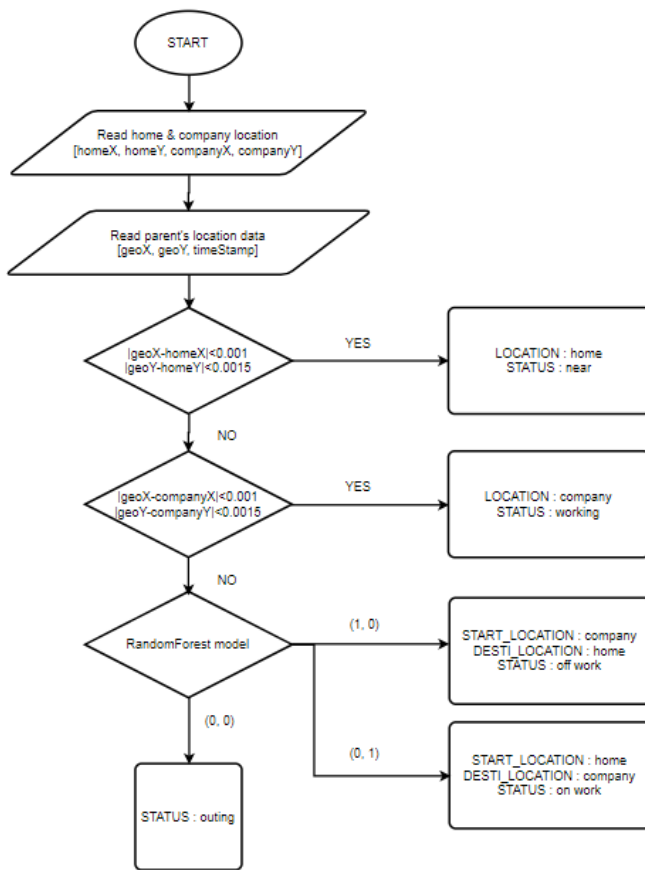 START
Read home & company location
[homeX, homeY, companyX, companyY]
Read parent's location data
[geoX, geoY, timeStamp]
|geoX-homeX|<0.001
|geoY-homeY|<0.0015
YES
LOCATION : home
STATUS : near
NO
|geoX-companyX|<0.001
|geoY-companyY|<0.0015
YES
LOCATION : company
STATUS : working
NO
RandomForest model
(1, 0)
START_LOCATION : company
DESTI_LOCATION : home
STATUS : off work
(0, 1)
START_LOCATION : home
DESTI_LOCATION : company
STATUS : on work
(0, 0)
STATUS : outing